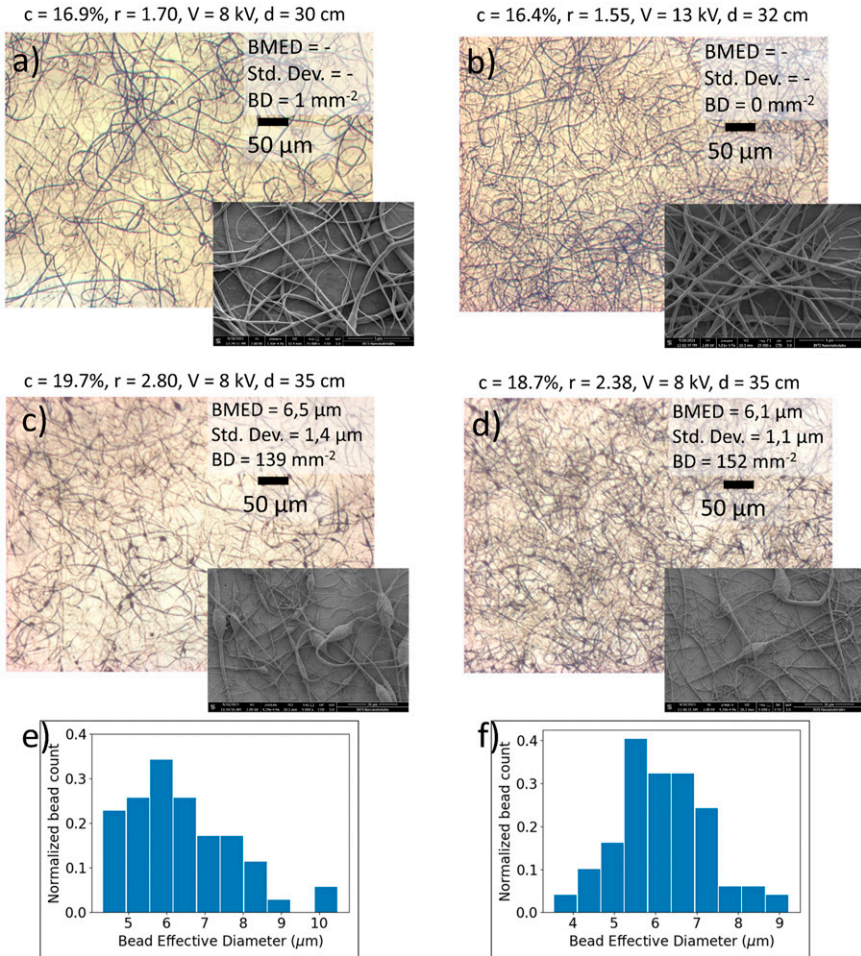 c = 16.9%, r = 1.70, V = 8 kV, d = 30 cm
a)
BMED = -
Std. Dev. = -
BD = 1 mm⁻²
50 µm
c = 16.4%, r = 1.55, V = 13 kV, d = 32 cm
b)
BMED = -
Std. Dev. = -
BD = 0 mm⁻²
50 µm
c = 19.7%, r = 2.80, V = 8 kV, d = 35 cm
c)
BMED = 6,5 µm
Std. Dev. = 1,4 µm
BD = 139 mm⁻²
50 µm
c = 18.7%, r = 2.38, V = 8 kV, d = 35 cm
d)
BMED = 6,1 µm
Std. Dev. = 1,1 µm
BD = 152 mm⁻²
50 µm
e)
Normalized bead count
0.4
0.3
0.2
0.1
0.0
5 6 7 8 9 10
Bead Effective Diameter (µm)
f)
Normalized bead count
0.4
0.3
0.2
0.1
0.0
4 5 6 7 8 9
Bead Effective Diameter (µm)